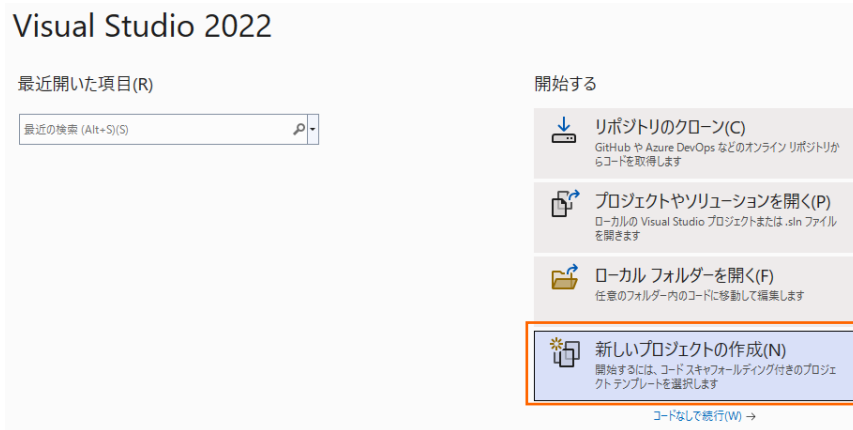 Visual Studio 2022
最近開いた項目(R)
最近の検索 (Alt+S)(S)
開始する
リポジトリのクローン(C)
GitHub や Azure DevOps などのオンライン リポジトリか
らコードを取得します
プロジェクトやソリューションを開く(P)
ローカルの Visual Studio プロジェクトまたは .sln ファイル
を開きます
ローカル フォルダーを開く(F)
任意のフォルダー内のコードに移動して編集します
新しいプロジェクトの作成(N)
開始するには、コード スキャフォールディング付きのプロジェ
クト テンプレートを選択します
コードなしで続行(W) →